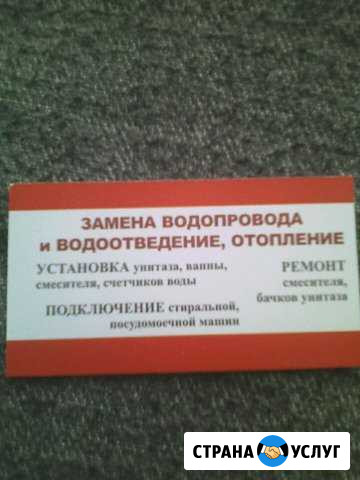 ЗАМЕНА ВОДОПРОВОДА
и ВОДООТВЕДЕНИЕ, ОТОПЛЕНИЕ
УСТАНОВКА унитаза, ванны,
смесителя, счетчиков воды
ПОДКЛЮЧЕНИЕ стиральной,
посудомоечной машин
РЕМОНТ
смесителя,
бачков унитаза
СТРАНА УСЛУГ